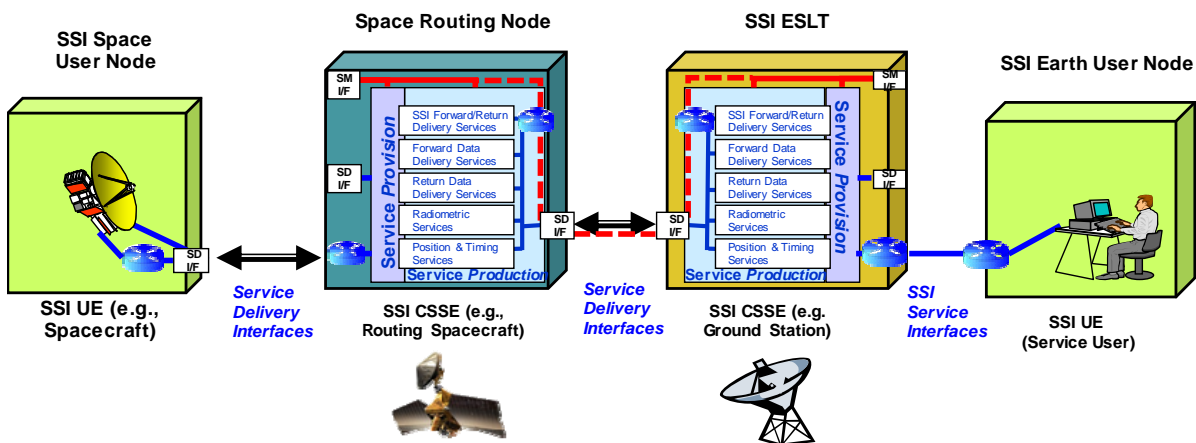 SSI Space
User Node
SD
I/F
SSI UE (e.g.,
Spacecraft)
Service
Delivery
Interfaces
Space Routing Node
SM
I/F
SD
I/F
Service Provision
SSI Forward/Return
Delivery Services
Forward Data
Delivery Services
Return Data
Delivery Services
Radiometric
Services
Position & Timing
Services
Service Production
SD
I/F
SSI CSSE (e.g.,
Routing Spacecraft)
Service
Delivery
Interfaces
SSI ESLT
SM
I/F
SD
I/F
SSI Forward/Return
Delivery Services
Forward Data
Delivery Services
Return Data
Delivery Services
Radiometric
Services
Position & Timing
Services
Service Production
Service Provision
SD
I/F
SSI CSSE (e.g.
Ground Station)
SSI
Service
Interfaces
SSI Earth User Node
SSI UE
(Service User)